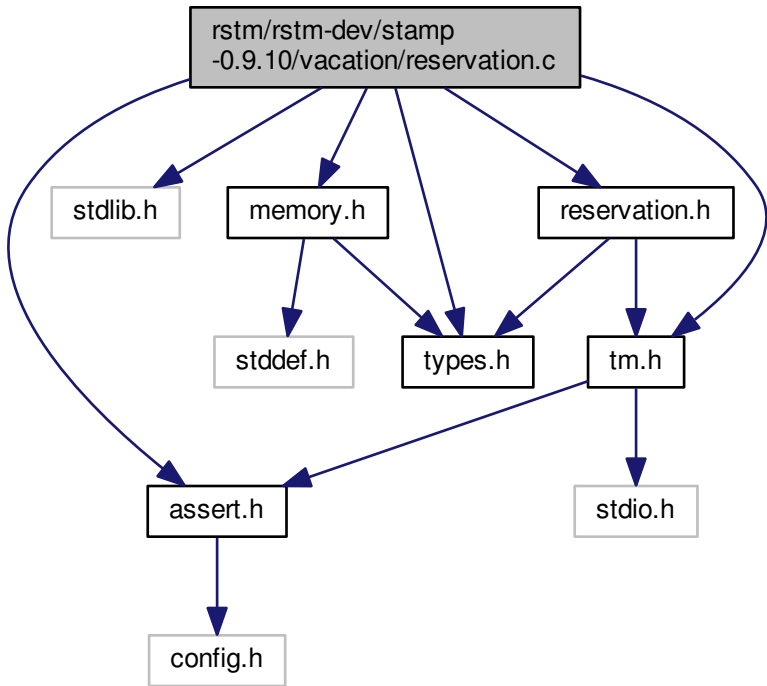 rstm/rstm-dev/stamp
-0.9.10/vacation/reservation.c
stdlib.h
memory.h
reservation.h
stddef.h
types.h
tm.h
assert.h
stdio.h
config.h